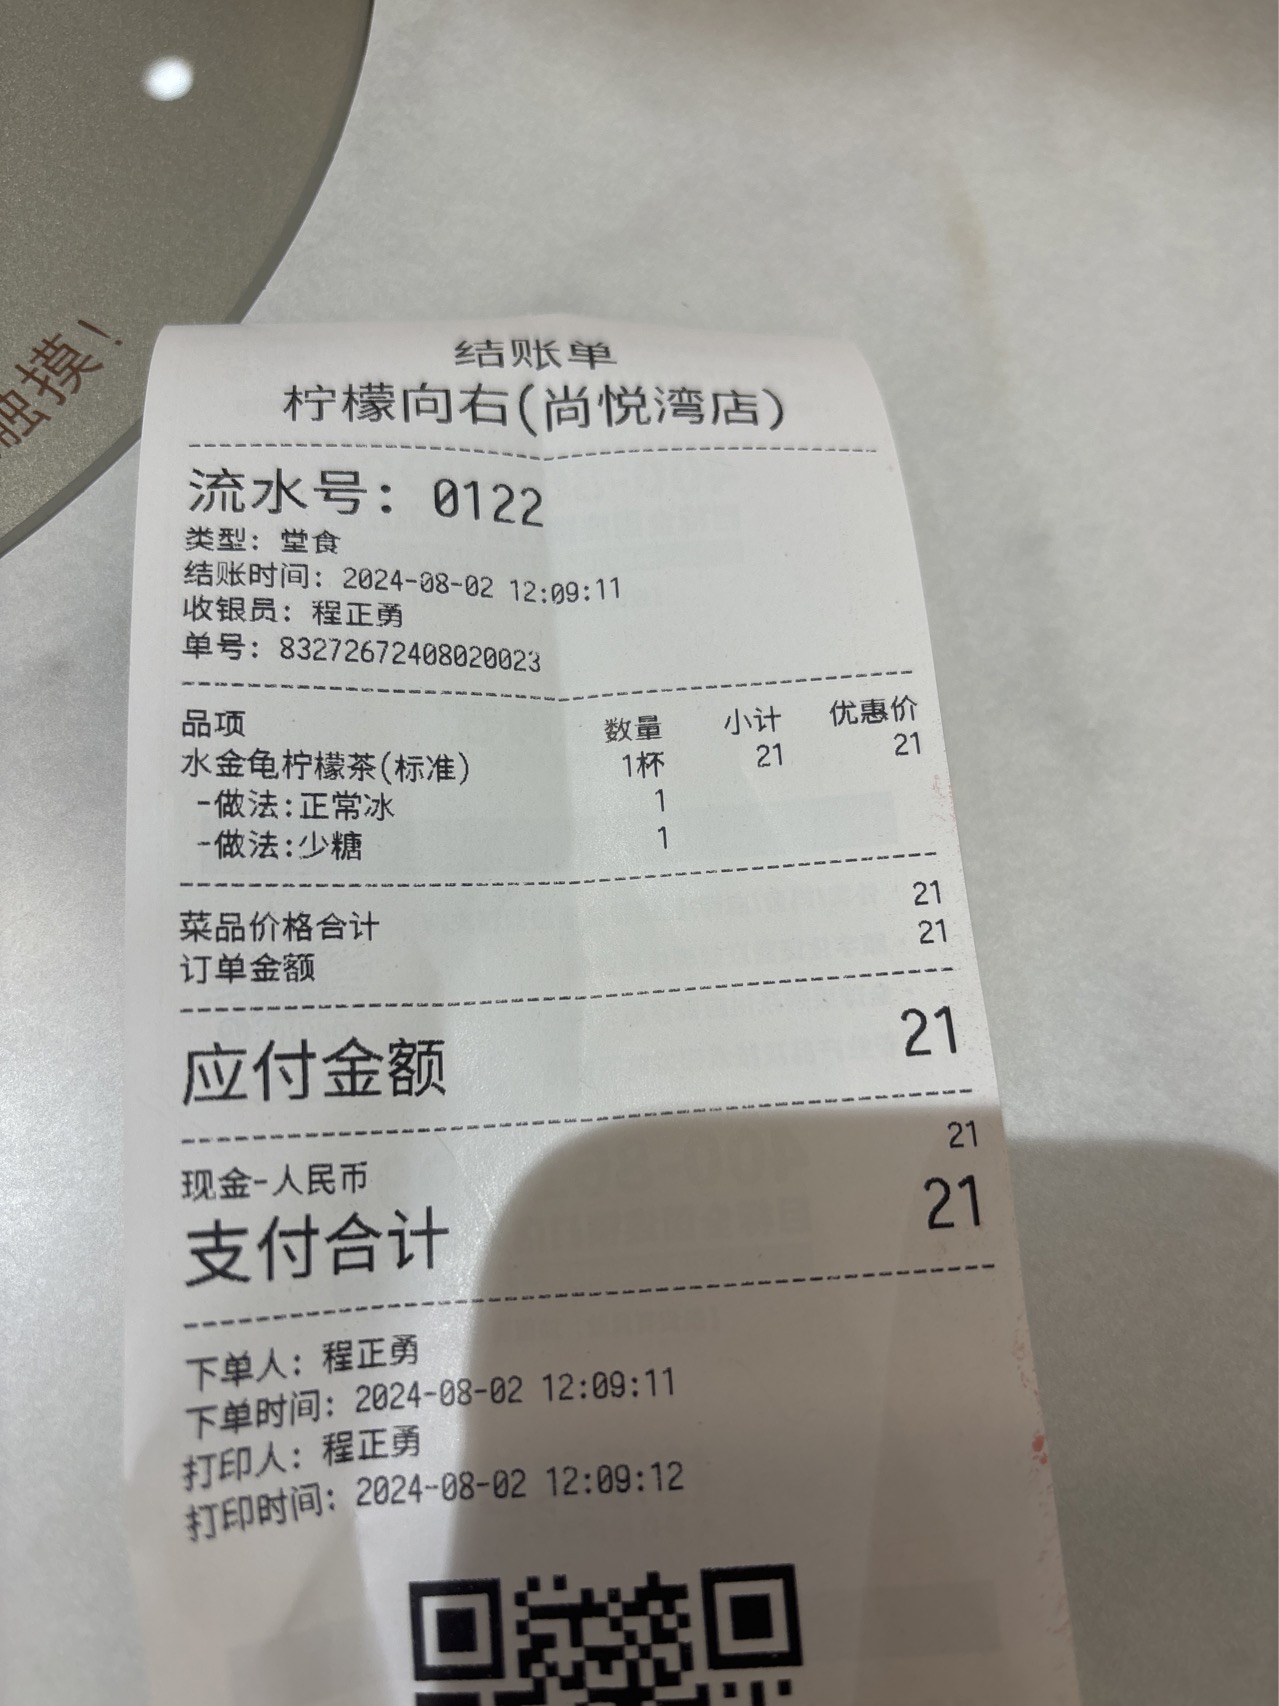 触摸！
结账单
柠檬向右(尚悦湾店)
流水号： 0122
类型： 堂食
结账时间： 2024-08-02 12:09:11
收银员： 程正勇
单号： 83272672408020023
品项 数量 小计 优惠价
水金龟柠檬茶(标准) 1杯 21 21
-做法:正常冰 1
-做法:少糖 1
菜品价格合计 21
订单金额 21
应付金额 21
现金-人民币 21
支付合计 21
下单人： 程正勇
下单时间： 2024-08-02 12:09:11
打印人： 程正勇
打印时间： 2024-08-02 12:09:12